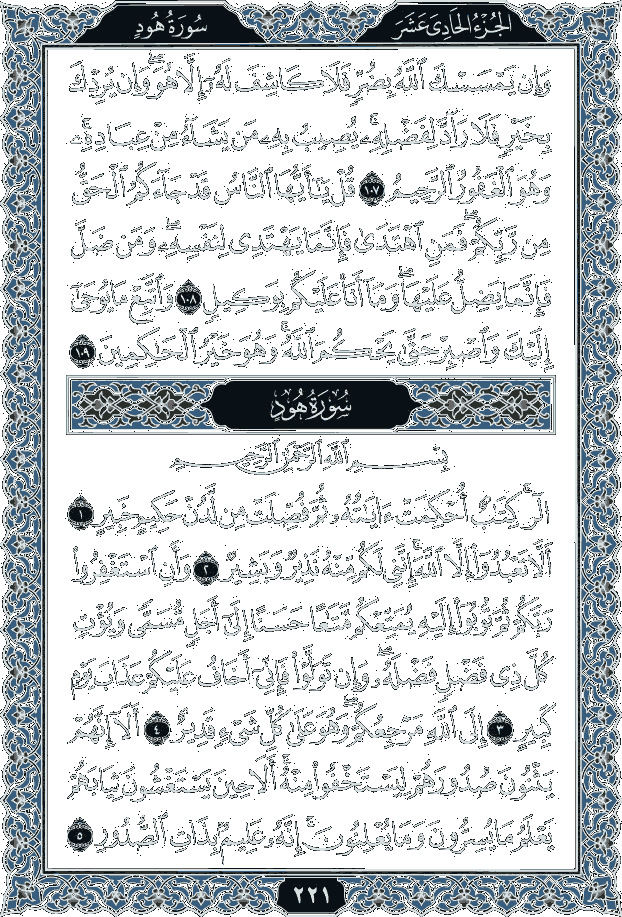 سُورَةُ هُودٍ
الجُزْءُ الحَادِي عَشَرَ
وَإِن يَمْسَسْكَ ٱللَّهُ بِضُرٍّ فَلَا كَاشِفَ لَهُۥٓ إِلَّا هُوَۖ وَإِن يُرِدْكَ
بِخَيْرٍ فَلَا رَآدَّ لِفَضْلِهِۦۚ يُصِيبُ بِهِۦ مَن يَشَآءُ مِنْ عِبَادِهِۦۚ
وَهُوَ ٱلْغَفُورُ ٱلرَّحِيمُ ١٠٧ قُلْ يَٰٓأَيُّهَا ٱلنَّاسُ قَدْ جَآءَكُمُ ٱلْحَقُّ
مِن رَّبِّكُمْۖ فَمَنِ ٱهْتَدَىٰ فَإِنَّمَا يَهْتَدِى لِنَفْسِهِۦۖ وَمَن ضَلَّ
فَإِنَّمَا يَضِلُّ عَلَيْهَاۖ وَمَآ أَنَا۠ عَلَيْكُم بِوَكِيلٍ ١٠٨ وَٱتَّبِعْ مَا يُوحَىٰٓ
إِلَيْكَ وَٱصْبِرْ حَتَّىٰ يَحْكُمَ ٱللَّهُۚ وَهُوَ خَيْرُ ٱلْحَٰكِمِينَ ١٠٩
سُورَةُ هُودٍ
بِسْمِ ٱللَّهِ ٱلرَّحْمَٰنِ ٱلرَّحِيمِ
الٓرۚ كِتَٰبٌ أُحْكِمَتْ ءَايَٰتُهُۥ ثُمَّ فُصِّلَتْ مِن لَّدُنْ حَكِيمٍ خَبِيرٍ ١
أَلَّا تَعْبُدُوٓا۟ إِلَّا ٱللَّهَۚ إِنَّنِى لَكُم مِّنْهُ نَذِيرٌ وَبَشِيرٌ ٢ وَأَنِ ٱسْتَغْفِرُوا۟
رَبَّكُمْ ثُمَّ تُوبُوٓا۟ إِلَيْهِ يُمَتِّعْكُم مَّتَٰعًا حَسَنًا إِلَىٰٓ أَجَلٍ مُّسَمًّى وَيُؤْتِ
كُلَّ ذِى فَضْلٍ فَضْلَهُۥۖ وَإِن تَوَلَّوْا۟ فَإِنِّىٓ أَخَافُ عَلَيْكُمْ عَذَابَ يَوْمٍ
كَبِيرٍ ٣ إِلَى ٱللَّهِ مَرْجِعُكُمْۖ وَهُوَ عَلَىٰ كُلِّ شَىْءٍ قَدِيرٌ ٤ أَلَآ إِنَّهُمْ
يَثْنُونَ صُدُورَهُمْ لِيَسْتَخْفُوا۟ مِنْهُۚ أَلَا حِينَ يَسْتَغْشُونَ ثِيَابَهُمْ
يَعْلَمُ مَا يُسِرُّونَ وَمَا يُعْلِنُونَۚ إِنَّهُۥ عَلِيمٌۢ بِذَاتِ ٱلصُّدُورِ ٥
٢٢١